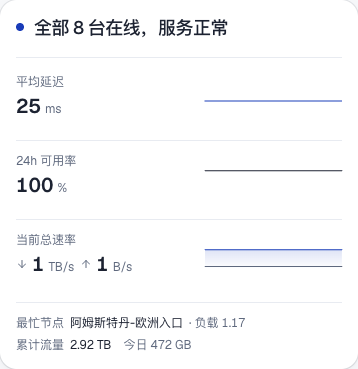 全部 8 台在线，服务正常
平均延迟
25 ms
24h 可用率
100 %
当前总速率
↓ 1 TB/s ↑ 1 B/s
最忙节点 阿姆斯特丹-欧洲入口 · 负载 1.17
累计流量 2.92 TB 今日 472 GB